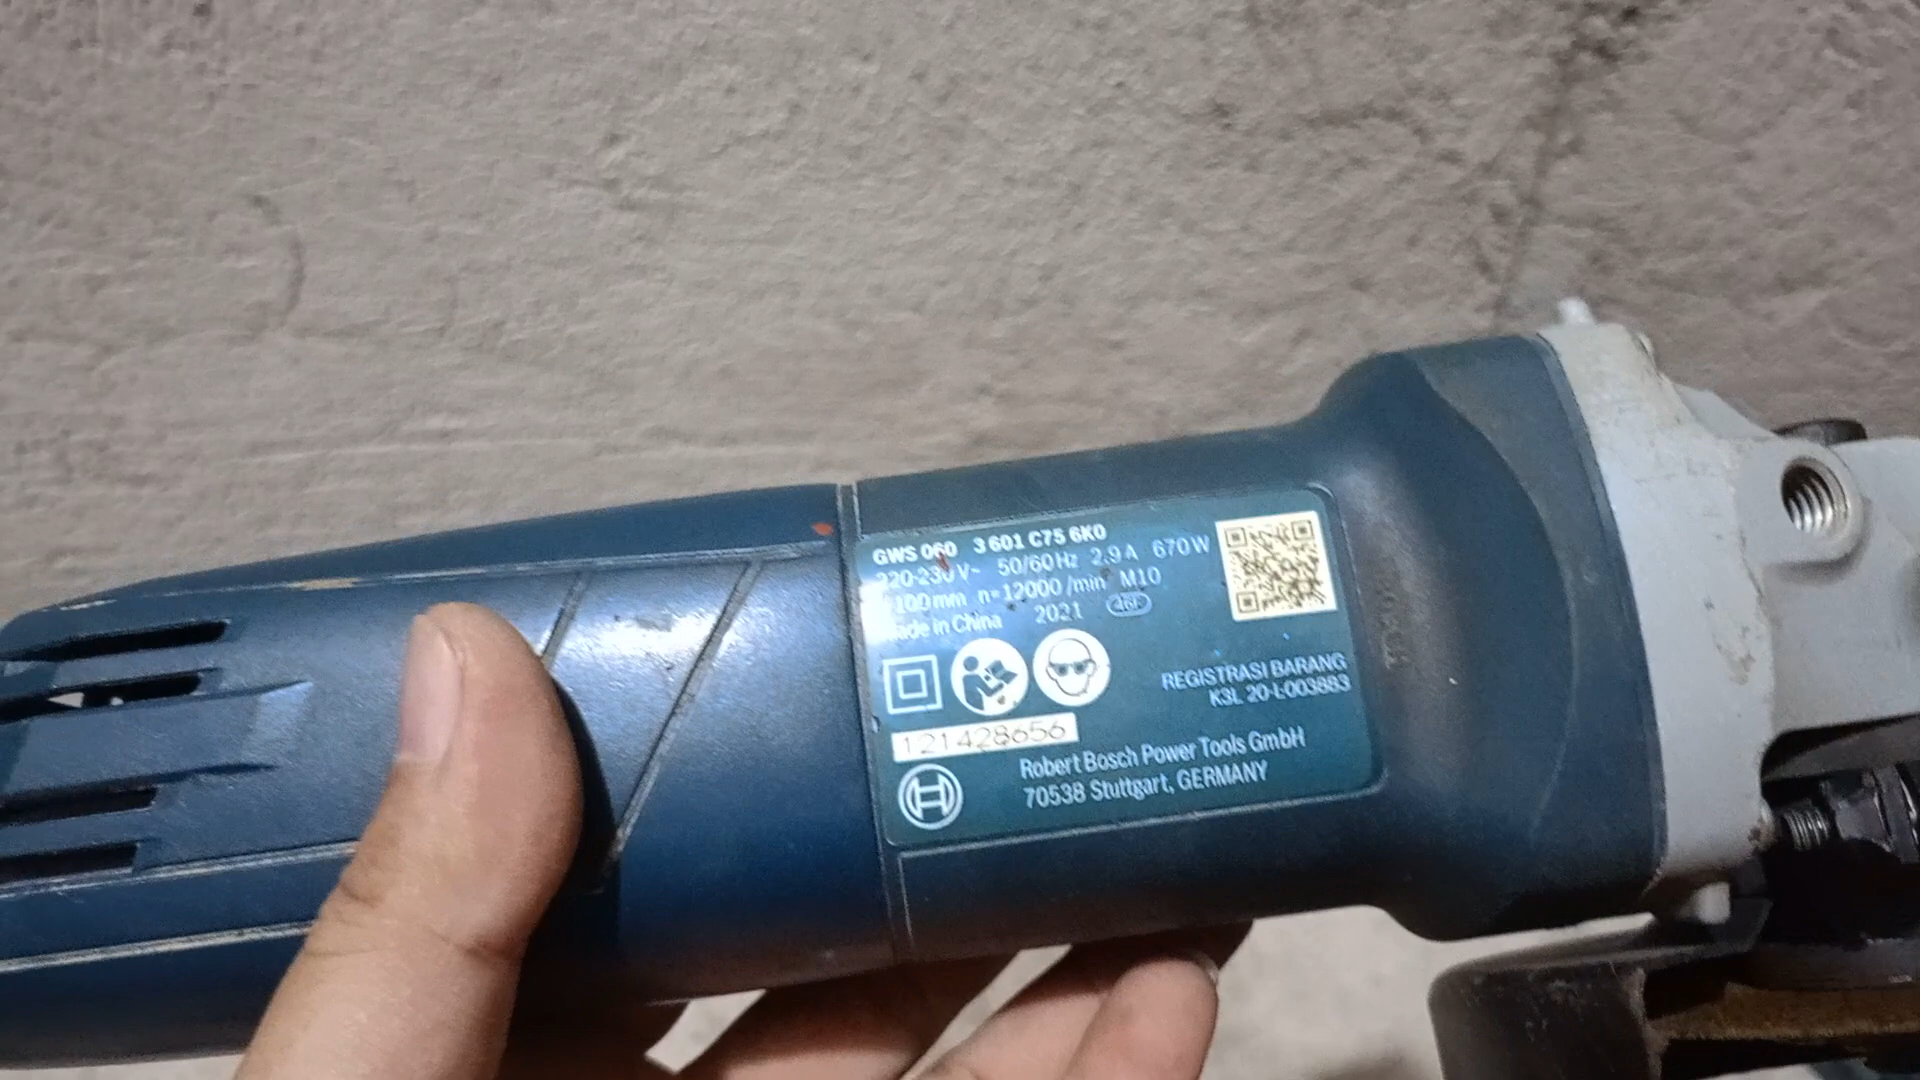 GWS 060 3 601 C75 6K0
220-230 V~ 50/60 Hz 2.9 A 670 W
100 mm n=12000 /min M10
Made in China 2021
REGISTRASI BARANG
K3L 20-L-003883
121428656
Robert Bosch Power Tools GmbH
70538 Stuttgart, GERMANY